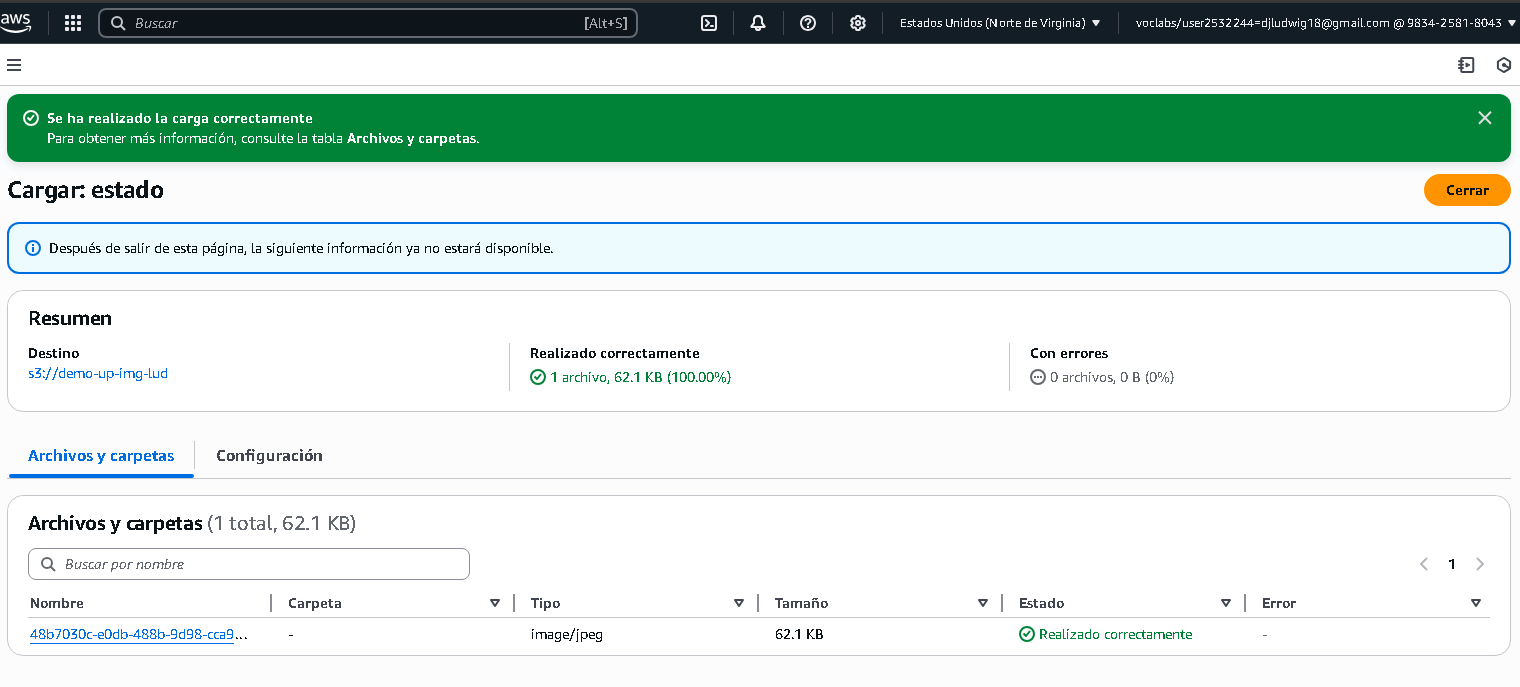 aws
Buscar [Alt+S] Estados Unidos (Norte de Virginia) voclabs/user2532244=djludwig18@gmail.com @ 9834-2581-8043
Se ha realizado la carga correctamente
Para obtener más información, consulte la tabla Archivos y carpetas.
Cargar: estado
Cerrar
Después de salir de esta página, la siguiente información ya no estará disponible.
Resumen
Destino
s3://demo-up-img-lud
Realizado correctamente
1 archivo, 62.1 KB (100.00%)
Con errores
0 archivos, 0 B (0%)
Archivos y carpetas
Configuración
Archivos y carpetas (1 total, 62.1 KB)
Buscar por nombre
1
Nombre Carpeta Tipo Tamaño Estado Error
48b7030c-e0db-488b-9d98-cca9... - image/jpeg 62.1 KB Realizado correctamente -